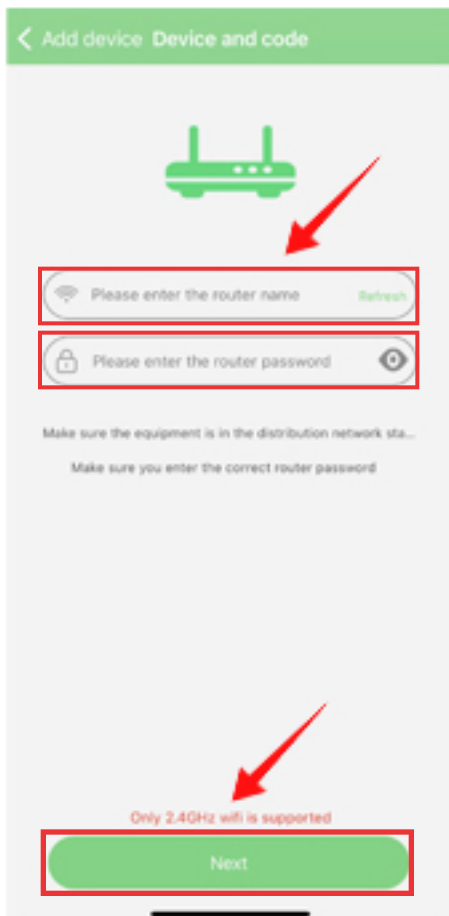 Add device Device and code
Please enter the router name Refresh
Please enter the router password
Make sure the equipment is in the distribution network sta...
Make sure you enter the correct router password
Only 2.4GHz wifi is supported
Next